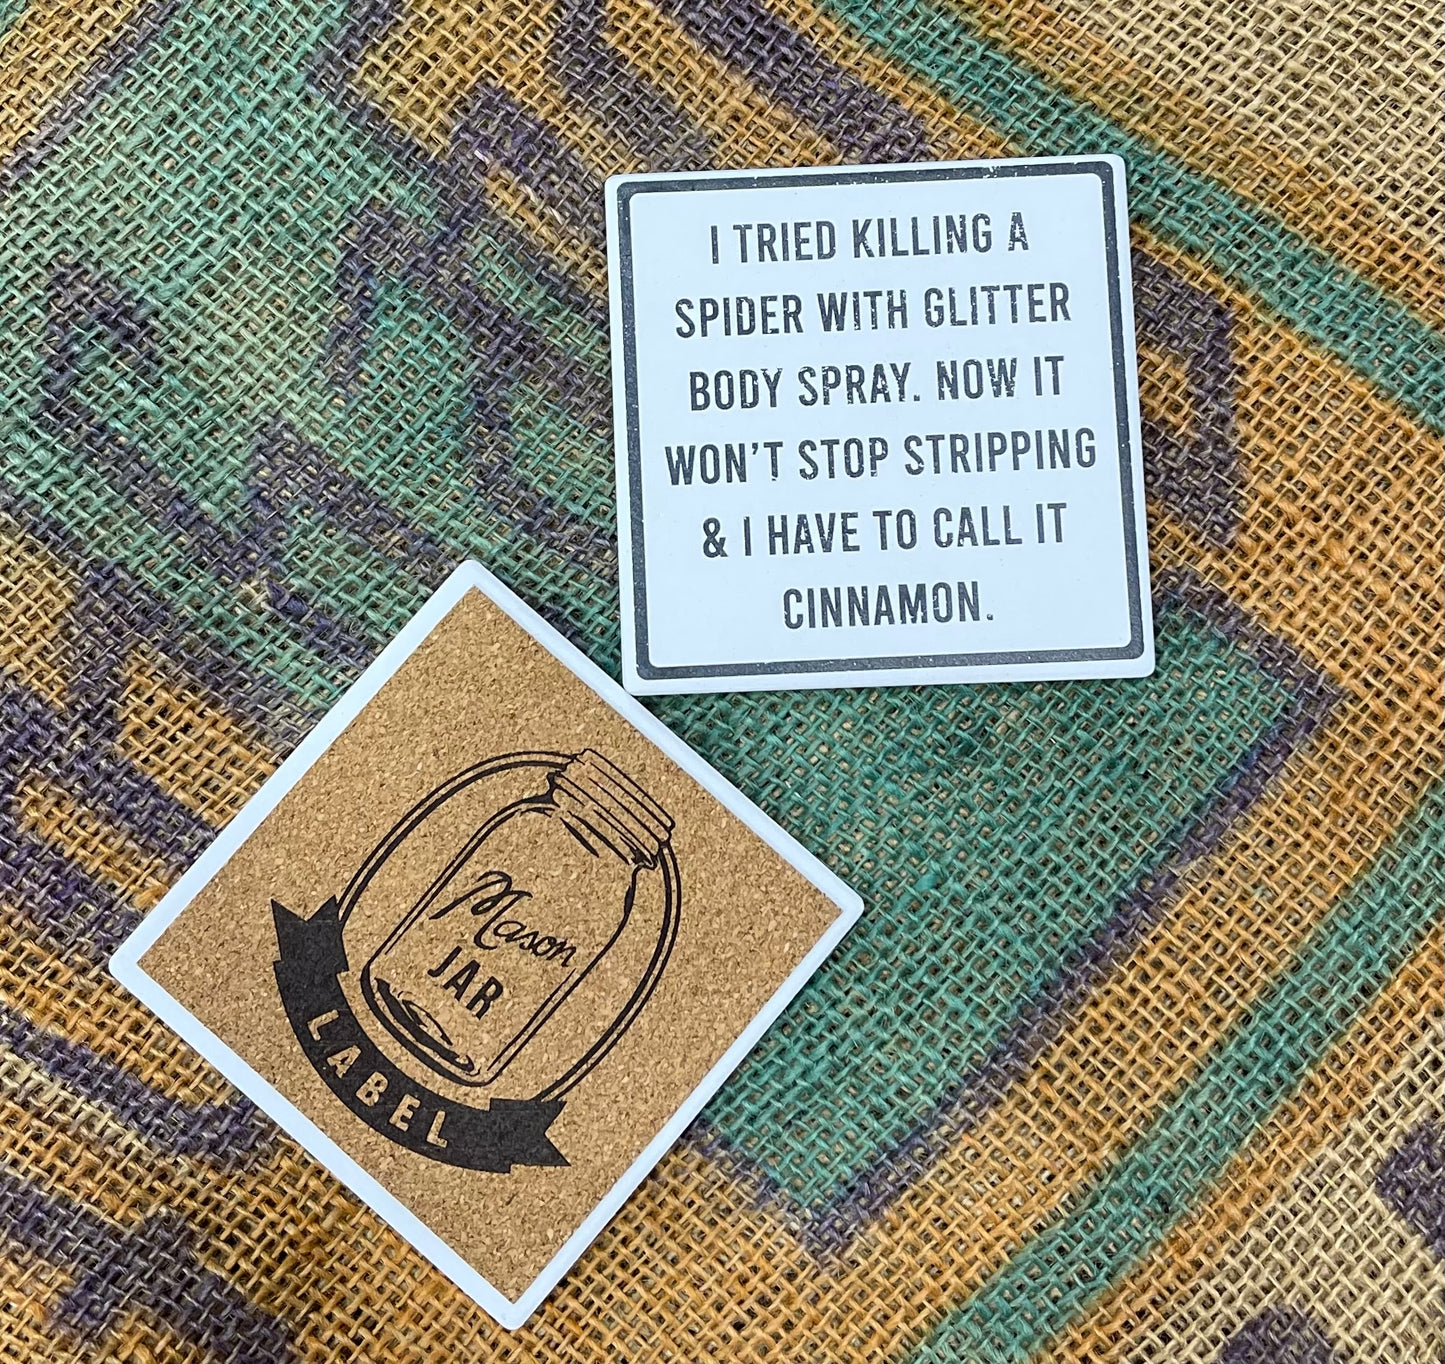 I TRIED KILLING A
SPIDER WITH GLITTER
BODY SPRAY. NOW IT
WON'T STOP STRIPPING
& I HAVE TO CALL IT
CINNAMON.
Mason
JAR
LABEL